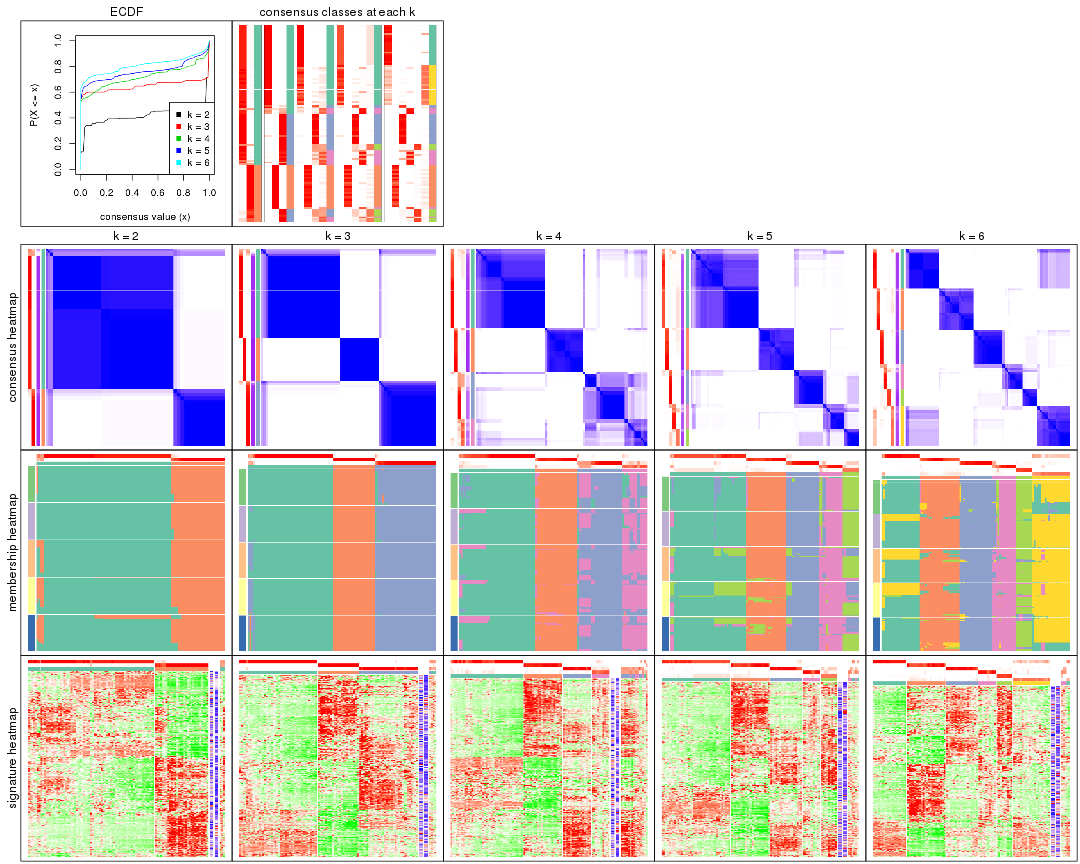 ECDF
consensus classes at each k
P(X <= x)
0.0 0.2 0.4 0.6 0.8 1.0
k = 2
k = 3
k = 4
k = 5
k = 6
0.0 0.2 0.4 0.6 0.8 1.0
consensus value (x)
k = 2 k = 3 k = 4 k = 5 k = 6
consensus heatmap
membership heatmap
signature heatmap